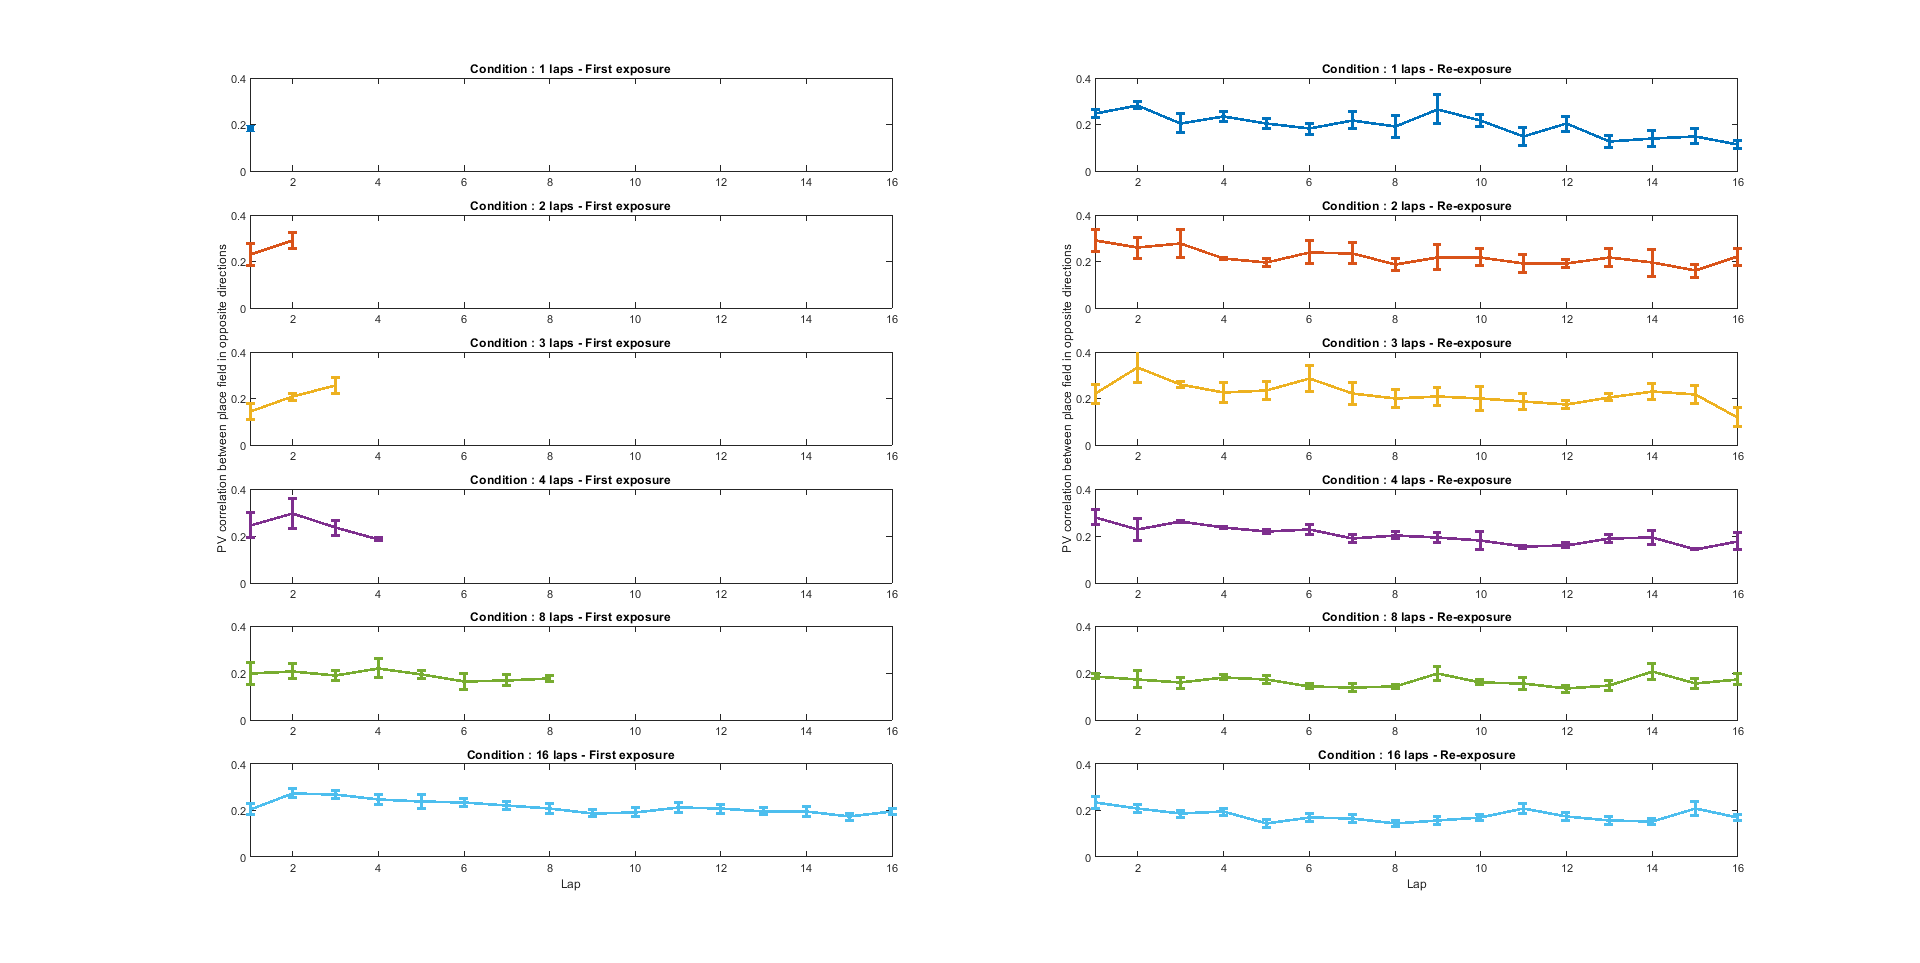 Condition : 1 laps - First exposure
0.4
0.2
0
2 4 6 8 10 12 14 16
Condition : 2 laps - First exposure
0.4
0.2
0
2 4 6 8 10 12 14 16
Condition : 3 laps - First exposure
0.4
0.2
0
2 4 6 8 10 12 14 16
Condition : 4 laps - First exposure
0.4
0.2
0
2 4 6 8 10 12 14 16
Condition : 8 laps - First exposure
0.4
0.2
0
2 4 6 8 10 12 14 16
Condition : 16 laps - First exposure
0.4
0.2
0
2 4 6 8 10 12 14 16
Lap
PV correlation between place field in opposite directions
Condition : 1 laps - Re-exposure
0.4
0.2
0
2 4 6 8 10 12 14 16
Condition : 2 laps - Re-exposure
0.4
0.2
0
2 4 6 8 10 12 14 16
Condition : 3 laps - Re-exposure
0.4
0.2
0
2 4 6 8 10 12 14 16
Condition : 4 laps - Re-exposure
0.4
0.2
0
2 4 6 8 10 12 14 16
Condition : 8 laps - Re-exposure
0.4
0.2
0
2 4 6 8 10 12 14 16
Condition : 16 laps - Re-exposure
0.4
0.2
0
2 4 6 8 10 12 14 16
Lap
PV correlation between place field in opposite directions